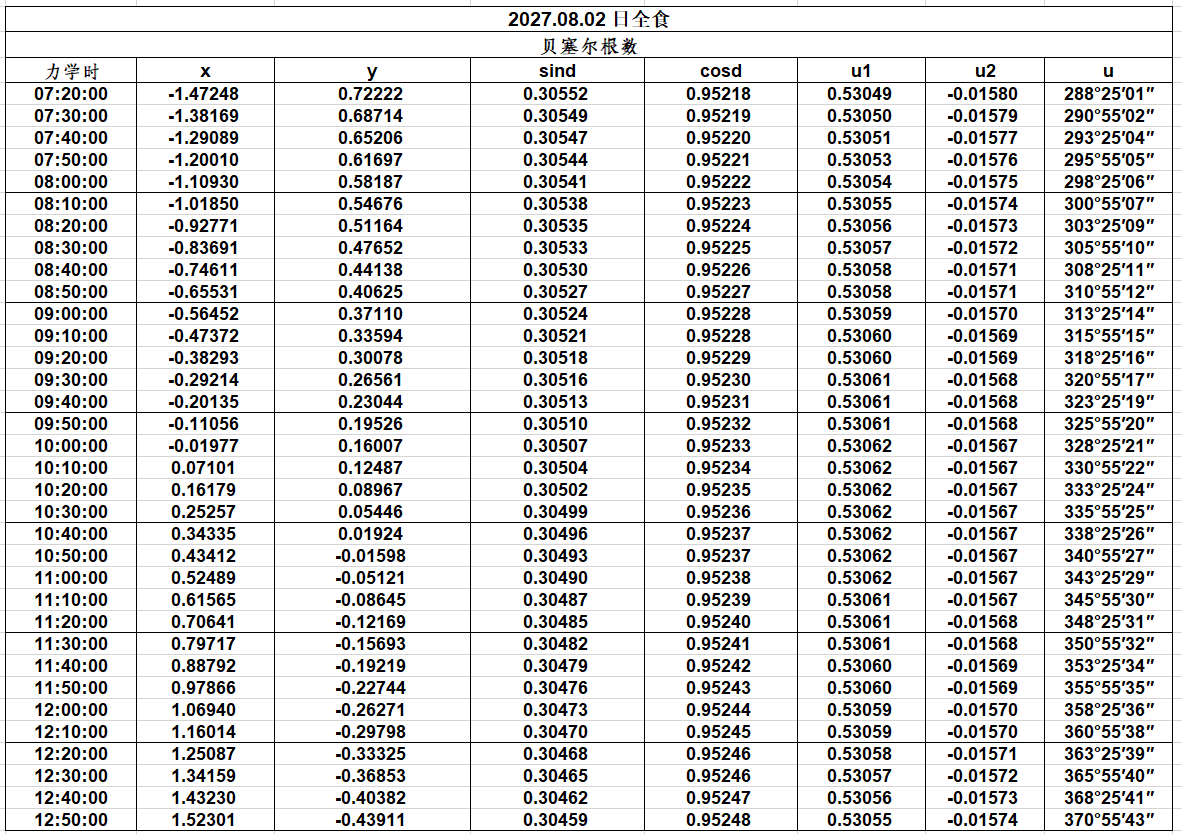 2027.08.02 日全食
贝塞尔根数
力学时 x y sind cosd u1 u2 u
07:20:00 -1.47248 0.72222 0.30552 0.95218 0.53049 -0.01580 288°25′01″
07:30:00 -1.38169 0.68714 0.30549 0.95219 0.53050 -0.01579 290°55′02″
07:40:00 -1.29089 0.65206 0.30547 0.95220 0.53051 -0.01577 293°25′04″
07:50:00 -1.20010 0.61697 0.30544 0.95221 0.53053 -0.01576 295°55′05″
08:00:00 -1.10930 0.58187 0.30541 0.95222 0.53054 -0.01575 298°25′06″
08:10:00 -1.01850 0.54676 0.30538 0.95223 0.53055 -0.01574 300°55′07″
08:20:00 -0.92771 0.51164 0.30535 0.95224 0.53056 -0.01573 303°25′09″
08:30:00 -0.83691 0.47652 0.30533 0.95225 0.53057 -0.01572 305°55′10″
08:40:00 -0.74611 0.44138 0.30530 0.95226 0.53058 -0.01571 308°25′11″
08:50:00 -0.65531 0.40625 0.30527 0.95227 0.53058 -0.01571 310°55′12″
09:00:00 -0.56452 0.37110 0.30524 0.95228 0.53059 -0.01570 313°25′14″
09:10:00 -0.47372 0.33594 0.30521 0.95228 0.53060 -0.01569 315°55′15″
09:20:00 -0.38293 0.30078 0.30518 0.95229 0.53060 -0.01569 318°25′16″
09:30:00 -0.29214 0.26561 0.30516 0.95230 0.53061 -0.01568 320°55′17″
09:40:00 -0.20135 0.23044 0.30513 0.95231 0.53061 -0.01568 323°25′19″
09:50:00 -0.11056 0.19526 0.30510 0.95232 0.53061 -0.01568 325°55′20″
10:00:00 -0.01977 0.16007 0.30507 0.95233 0.53062 -0.01567 328°25′21″
10:10:00 0.07101 0.12487 0.30504 0.95234 0.53062 -0.01567 330°55′22″
10:20:00 0.16179 0.08967 0.30502 0.95235 0.53062 -0.01567 333°25′24″
10:30:00 0.25257 0.05446 0.30499 0.95236 0.53062 -0.01567 335°55′25″
10:40:00 0.34335 0.01924 0.30496 0.95237 0.53062 -0.01567 338°25′26″
10:50:00 0.43412 -0.01598 0.30493 0.95237 0.53062 -0.01567 340°55′27″
11:00:00 0.52489 -0.05121 0.30490 0.95238 0.53062 -0.01567 343°25′29″
11:10:00 0.61565 -0.08645 0.30487 0.95239 0.53061 -0.01567 345°55′30″
11:20:00 0.70641 -0.12169 0.30485 0.95240 0.53061 -0.01568 348°25′31″
11:30:00 0.79717 -0.15693 0.30482 0.95241 0.53061 -0.01568 350°55′32″
11:40:00 0.88792 -0.19219 0.30479 0.95242 0.53060 -0.01569 353°25′34″
11:50:00 0.97866 -0.22744 0.30476 0.95243 0.53060 -0.01569 355°55′35″
12:00:00 1.06940 -0.26271 0.30473 0.95244 0.53059 -0.01570 358°25′36″
12:10:00 1.16014 -0.29798 0.30470 0.95245 0.53059 -0.01570 360°55′38″
12:20:00 1.25087 -0.33325 0.30468 0.95246 0.53058 -0.01571 363°25′39″
12:30:00 1.34159 -0.36853 0.30465 0.95246 0.53057 -0.01572 365°55′40″
12:40:00 1.43230 -0.40382 0.30462 0.95247 0.53056 -0.01573 368°25′41″
12:50:00 1.52301 -0.43911 0.30459 0.95248 0.53055 -0.01574 370°55′43″